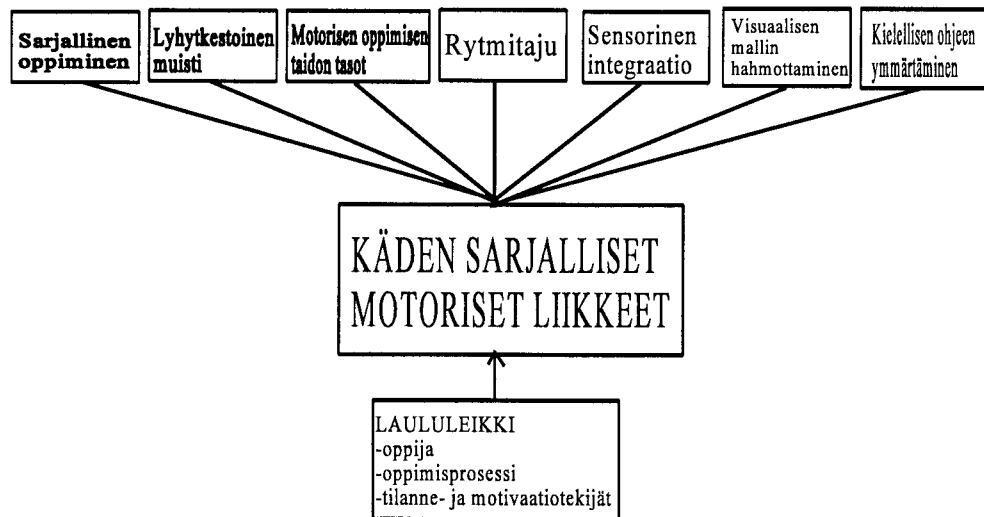 Sarjallinen
oppiminen
Lyhytkestoinen
muisti
Motorisen oppimisen
taidon tasot
Rytmitaju
Sensorinen
integraatio
Visuaalisen
mallin
hahmottaminen
Kielellisen ohjeen
ymmärtäminen
KÄDEN SARJALLISET
MOTORISET LIIKKEET
LAULULEIKKI
-oppija
-oppimisprosessi
-tilanne- ja motivaatiotekijät